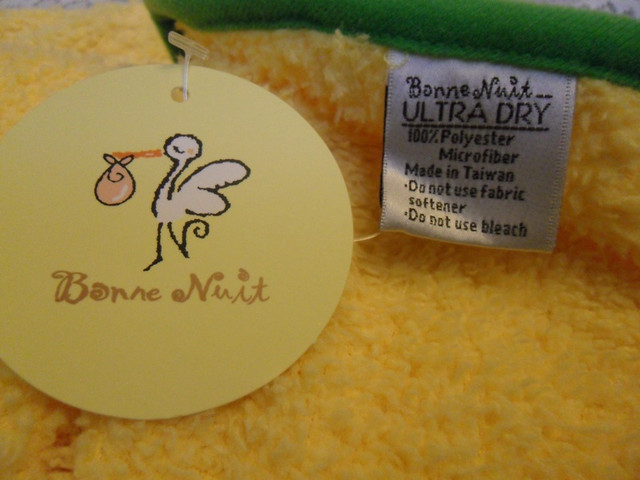 Bonne Nuit
Bonne Nuit
ULTRA DRY
100% Polyester
Microfiber
Made in Taiwan
·Do not use fabric
softener
·Do not use bleach